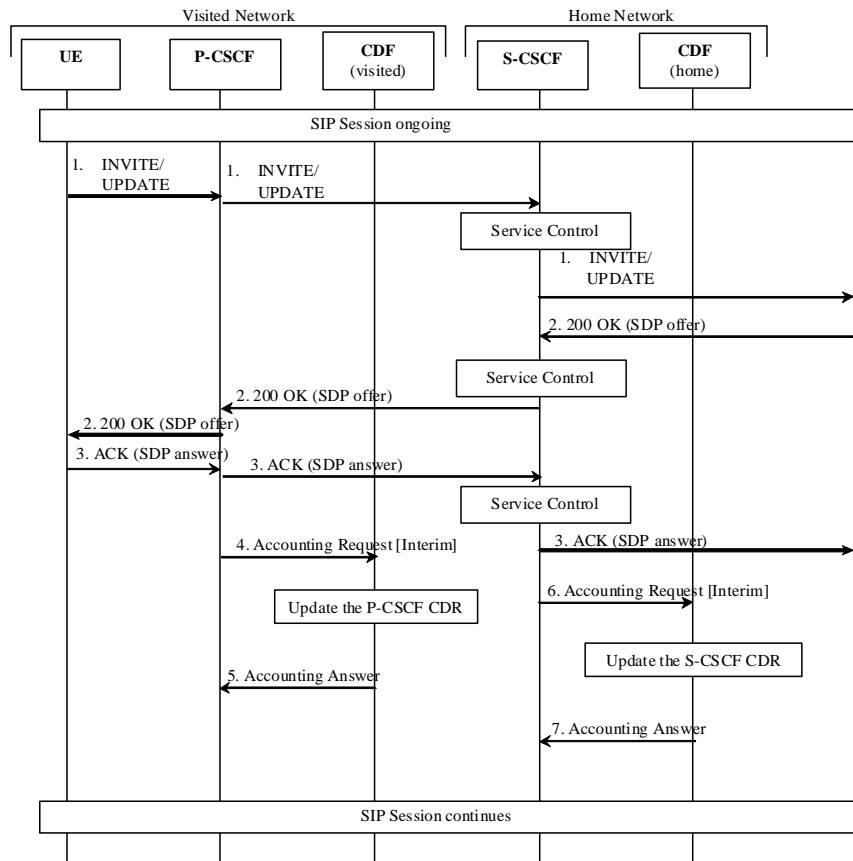 Visited Network
Home Network
UE
P-CSCF
CDF
(visited)
S-CSCF
CDF
(home)
SIP Session ongoing
1. INVITE/
UPDATE
1. INVITE/
UPDATE
Service Control
1. INVITE/
UPDATE
2. 200 OK (SDP offer)
Service Control
2. 200 OK (SDP offer)
2. 200 OK (SDP offer)
3. ACK (SDP answer)
3. ACK (SDP answer)
Service Control
4. Accounting Request [Interim]
3. ACK (SDP answer)
6. Accounting Request [Interim]
Update the P-CSCF CDR
Update the S-CSCF CDR
5. Accounting Answer
7. Accounting Answer
SIP Session continues